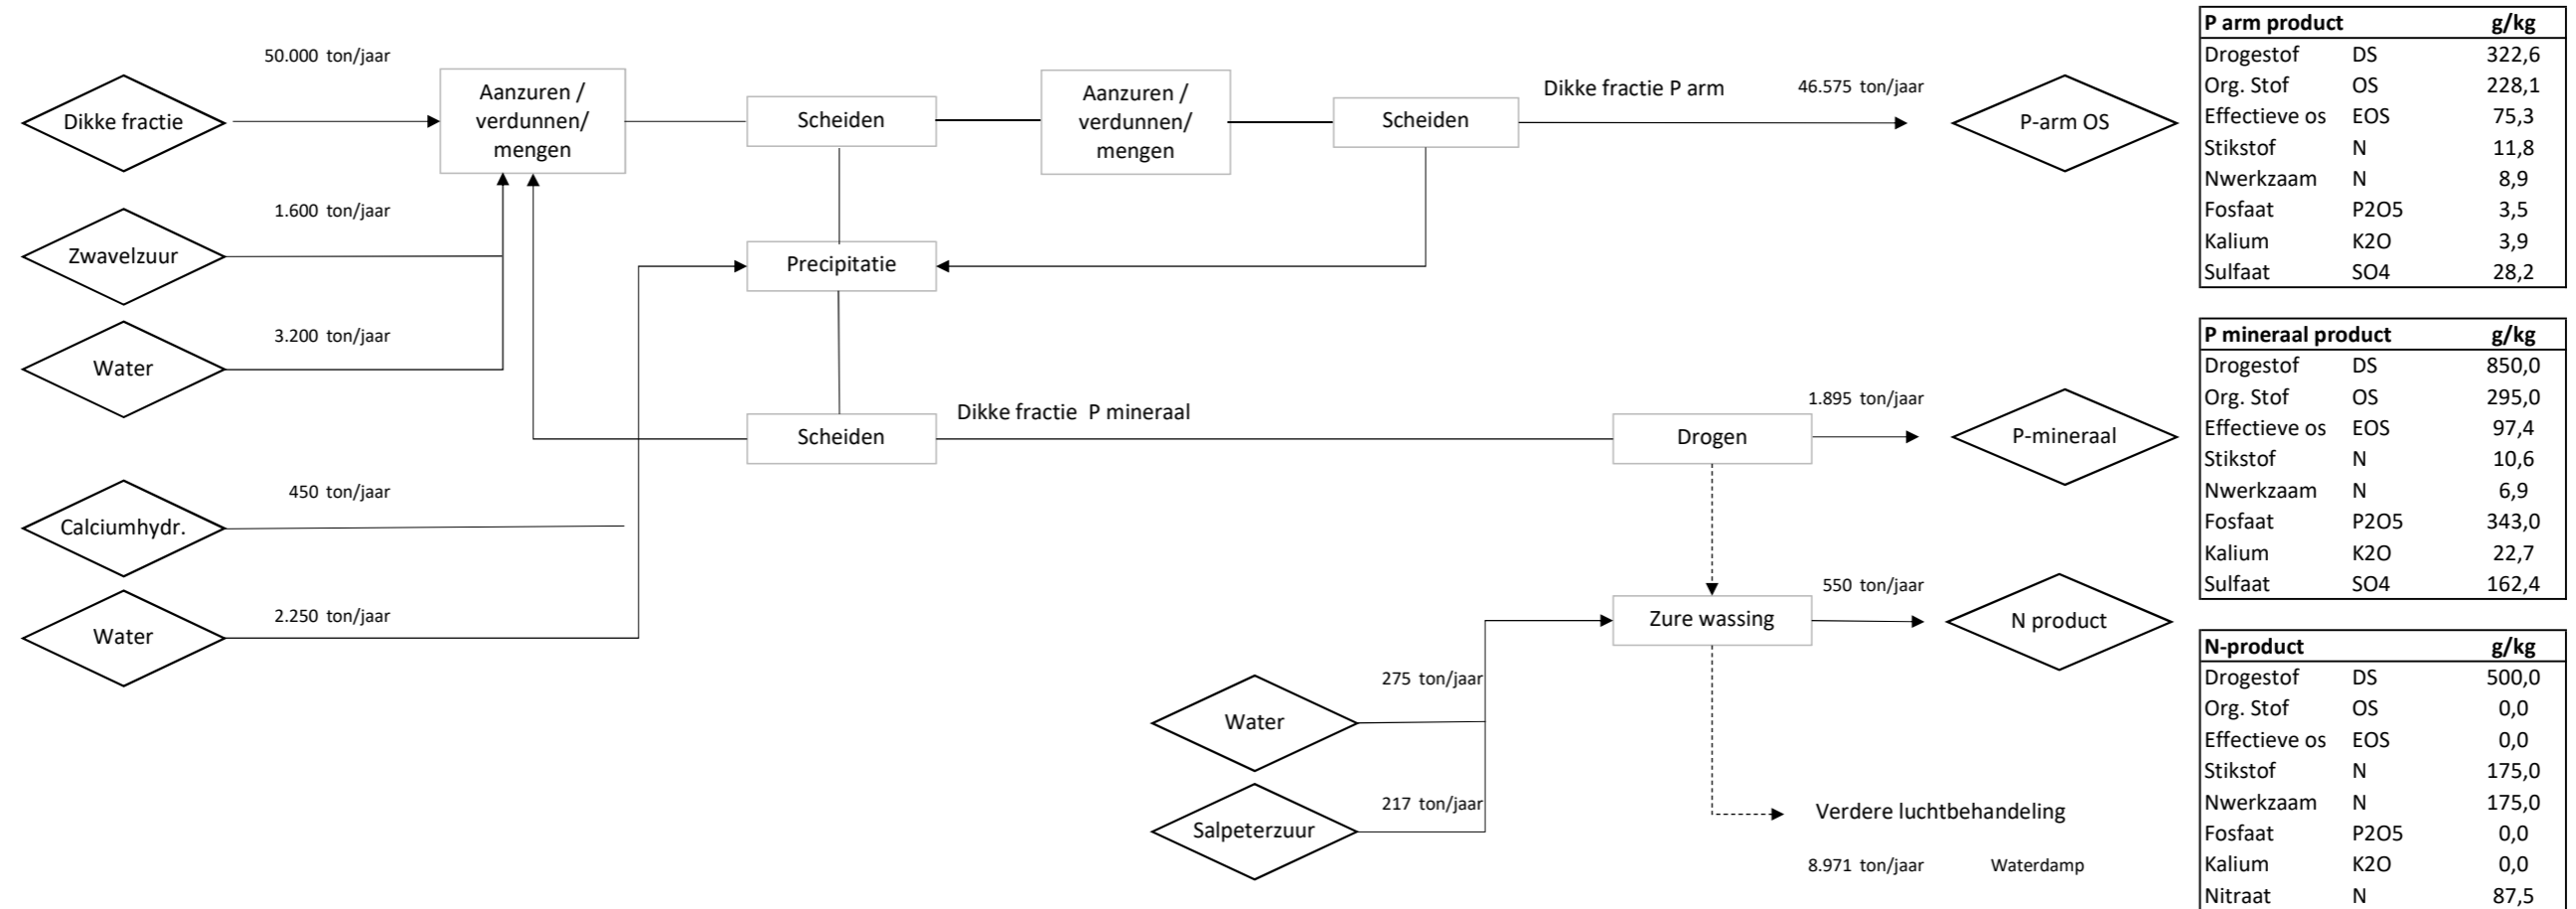 50.000 ton/jaar
Dikke fractie
Aanzuren /
verdunnen/
mengen
Scheiden
Aanzuren /
verdunnen/
mengen
Scheiden
Dikke fractie P arm
46.575 ton/jaar
P-arm OS
1.600 ton/jaar
Zwavelzuur
Precipitatie
3.200 ton/jaar
Water
Scheiden
Dikke fractie P mineraal
Drogen
1.895 ton/jaar
P-mineraal
450 ton/jaar
Calciumhydr.
2.250 ton/jaar
Water
Zure wassing
550 ton/jaar
N product
275 ton/jaar
Water
217 ton/jaar
Salpeterzuur
Verdere luchtbehandeling
8.971 ton/jaar Waterdamp
P arm product g/kg
Drogestof DS 322,6
Org. Stof OS 228,1
Effectieve os EOS 75,3
Stikstof N 11,8
Nwerkzaam N 8,9
Fosfaat P2O5 3,5
Kalium K2O 3,9
Sulfaat SO4 28,2
P mineraal product g/kg
Drogestof DS 850,0
Org. Stof OS 295,0
Effectieve os EOS 97,4
Stikstof N 10,6
Nwerkzaam N 6,9
Fosfaat P2O5 343,0
Kalium K2O 22,7
Sulfaat SO4 162,4
N-product g/kg
Drogestof DS 500,0
Org. Stof OS 0,0
Effectieve os EOS 0,0
Stikstof N 175,0
Nwerkzaam N 175,0
Fosfaat P2O5 0,0
Kalium K2O 0,0
Nitraat N 87,5